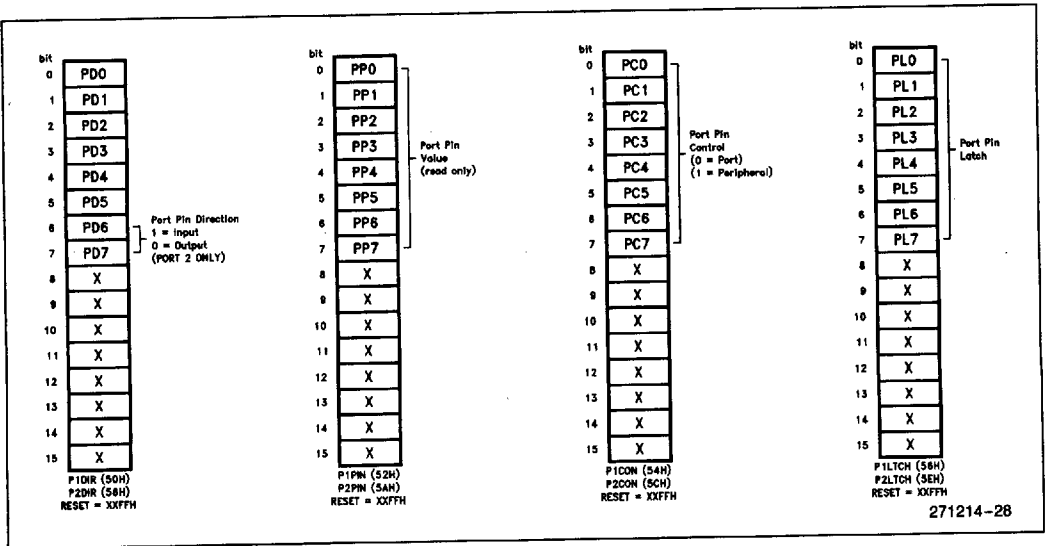 bit
0 PD0
1 PD1
2 PD2
3 PD3
4 PD4
5 PD5
6 PD6
7 PD7
8 X
9 X
10 X
11 X
12 X
13 X
14 X
15 X
Port Pin Direction
1 = Input
0 = Output
(PORT 2 ONLY)
P1DIR (50H)
P2DIR (58H)
RESET = XXFFH
bit
0 PP0
1 PP1
2 PP2
3 PP3
4 PP4
5 PP5
6 PP6
7 PP7
8 X
9 X
10 X
11 X
12 X
13 X
14 X
15 X
Port Pin
Value
(read only)
P1PIN (52H)
P2PIN (5AH)
RESET = XXFFH
bit
0 PC0
1 PC1
2 PC2
3 PC3
4 PC4
5 PC5
6 PC6
7 PC7
8 X
9 X
10 X
11 X
12 X
13 X
14 X
15 X
Port Pin
Control
(0 = Port)
(1 = Peripheral)
P1CON (54H)
P2CON (5CH)
RESET = XXFFH
bit
0 PL0
1 PL1
2 PL2
3 PL3
4 PL4
5 PL5
6 PL6
7 PL7
8 X
9 X
10 X
11 X
12 X
13 X
14 X
15 X
Port Pin
Latch
P1LTCH (56H)
P2LTCH (5EH)
RESET = XXFFH
271214-28